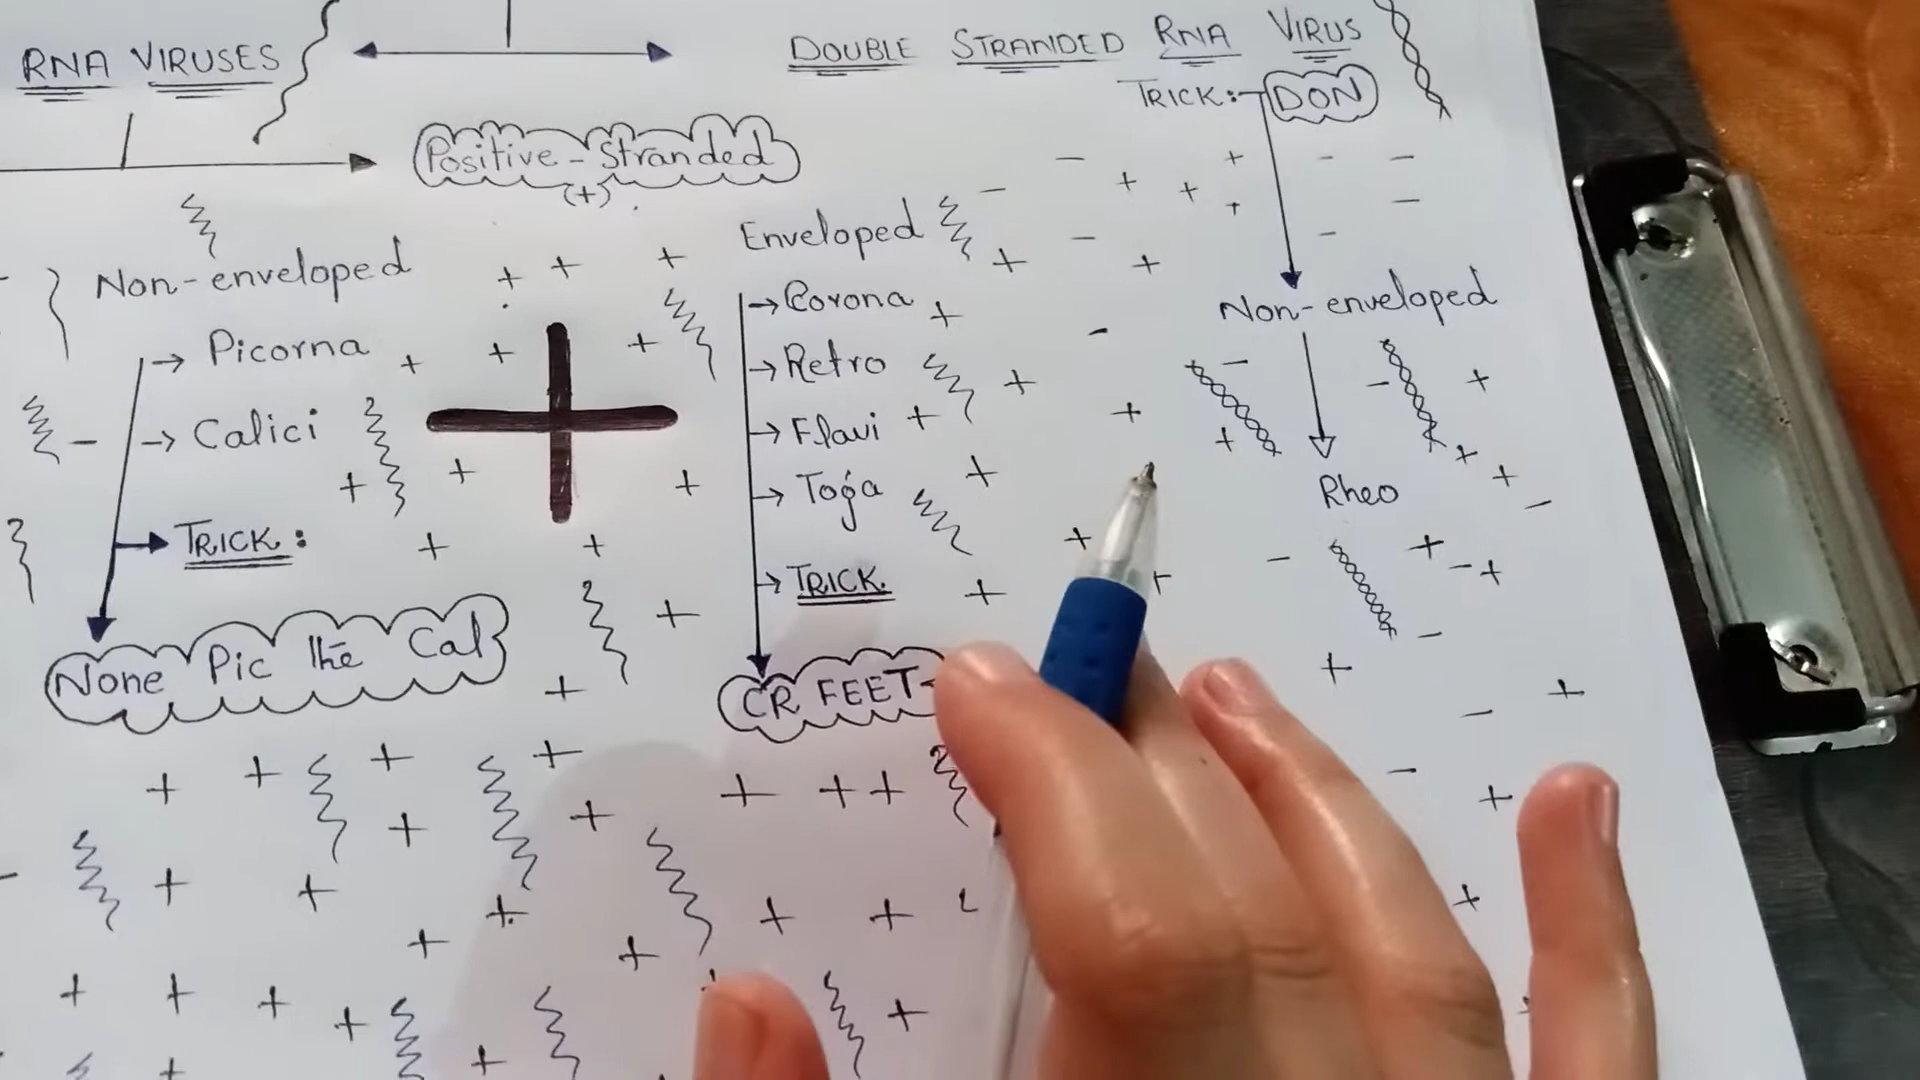 RNA VIRUSES
DOUBLE STRANDED RNA VIRUS
TRICK:- DON
Positive-Stranded
(+)
Non-enveloped
→ Picorna
→ Calici
TRICK:
None Pic the Cal
Enveloped
→ Corona
→ Retro
→ Flavi
→ Toga
→ TRICK.
CR FEET
Non-enveloped
Rheo